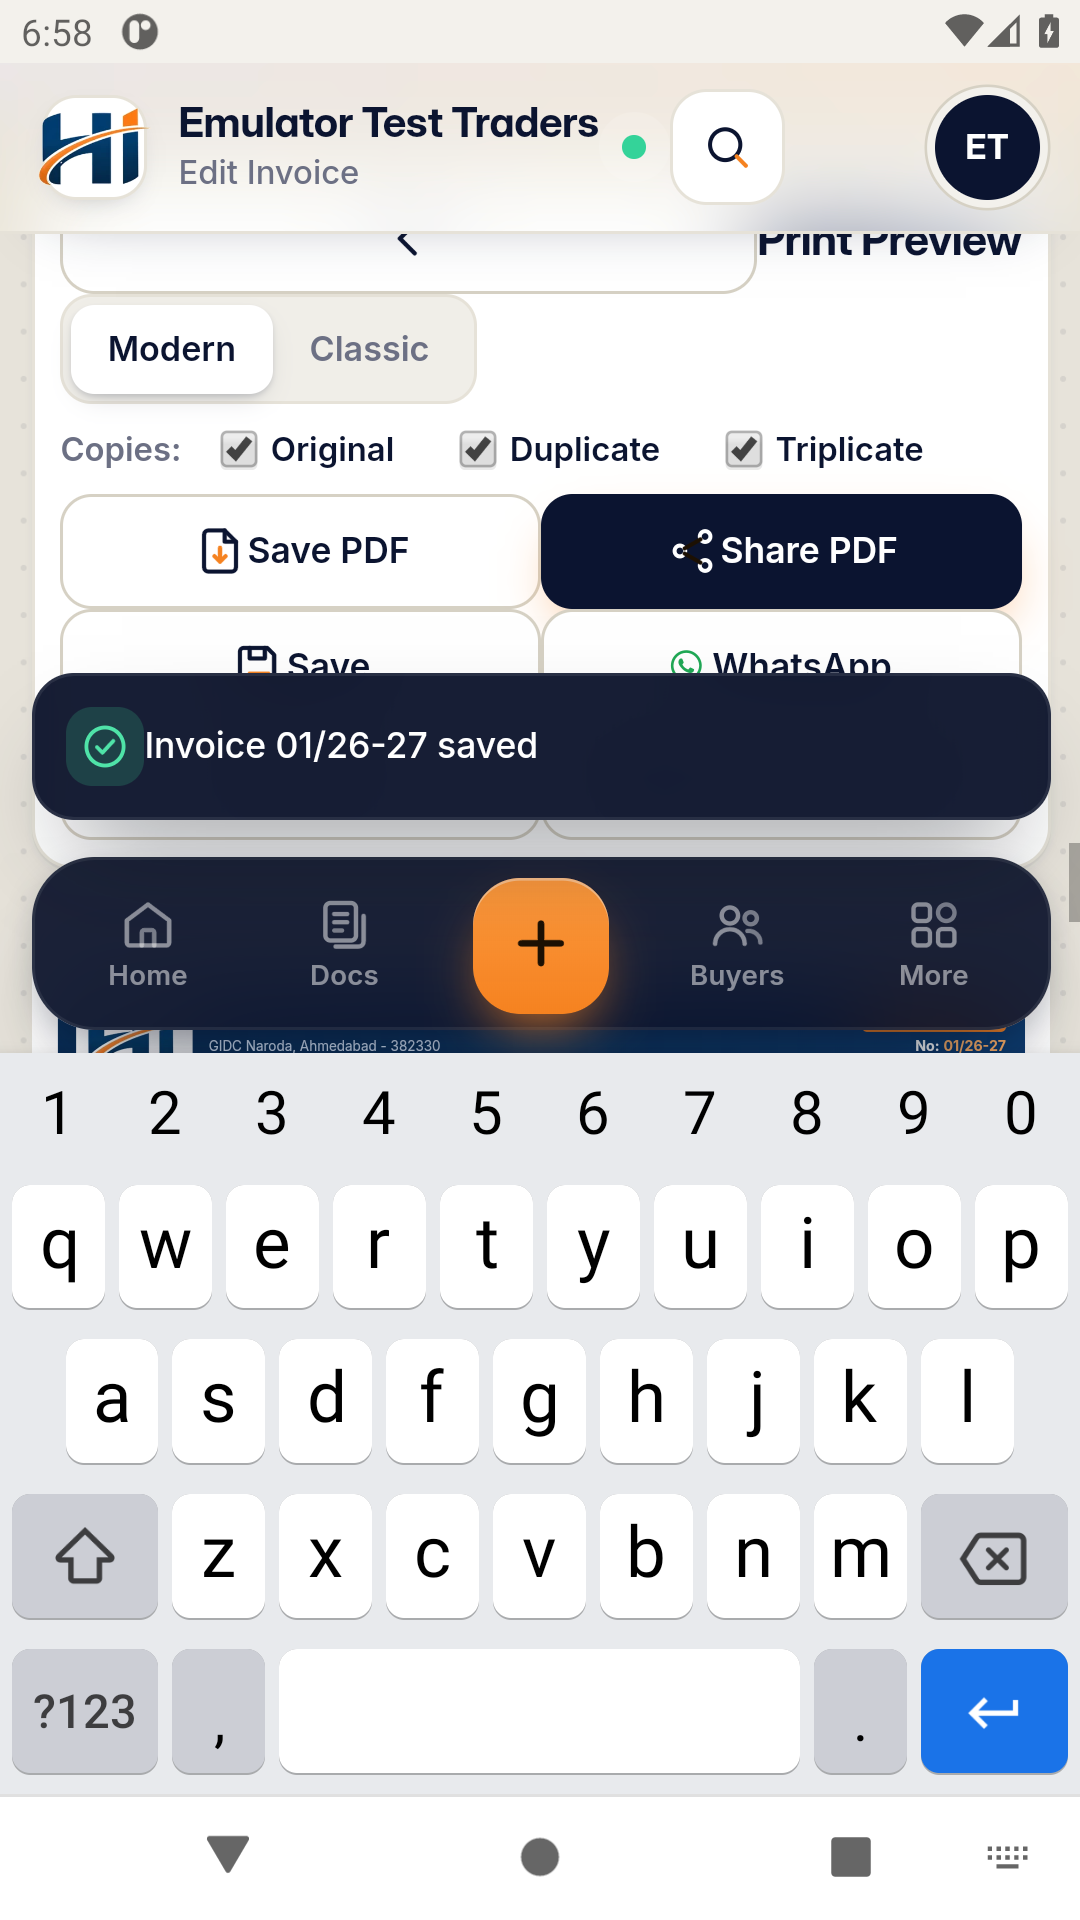 6:58
Hi
Emulator Test Traders
Edit Invoice
ET
Print Preview
Modern
Classic
Copies:
Original
Duplicate
Triplicate
Save PDF
Share PDF
Save
WhatsApp
Invoice 01/26-27 saved
Home
Docs
Buyers
More
GIDC Naroda, Ahmedabad - 382330
No: 01/26-27
1 2 3 4 5 6 7 8 9 0
q w e r t y u i o p
a s d f g h j k l
z x c v b n m
?123 , .